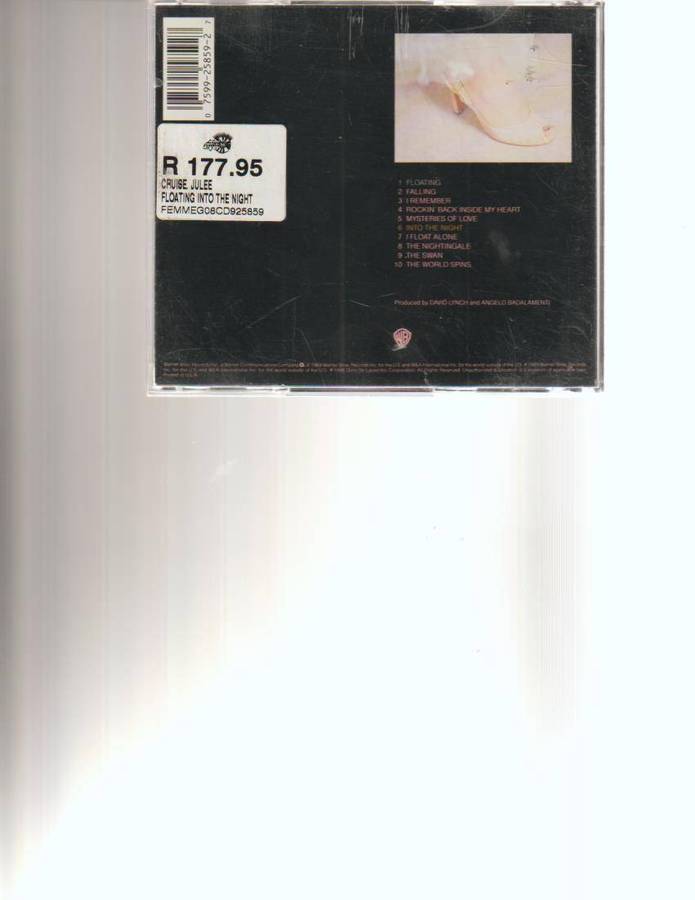 0 7599-25859-2 7
R 177.95
CRUISE, JULEE
FLOATING INTO THE NIGHT
FEMMEG08CD925859
1 FLOATING
2 FALLING
3 I REMEMBER
4 ROCKIN' BACK INSIDE MY HEART
5 MYSTERIES OF LOVE
6 INTO THE NIGHT
7 I FLOAT ALONE
8 THE NIGHTINGALE
9 THE SWAN
10 THE WORLD SPINS
Produced by DAVID LYNCH and ANGELO BADALAMENTI